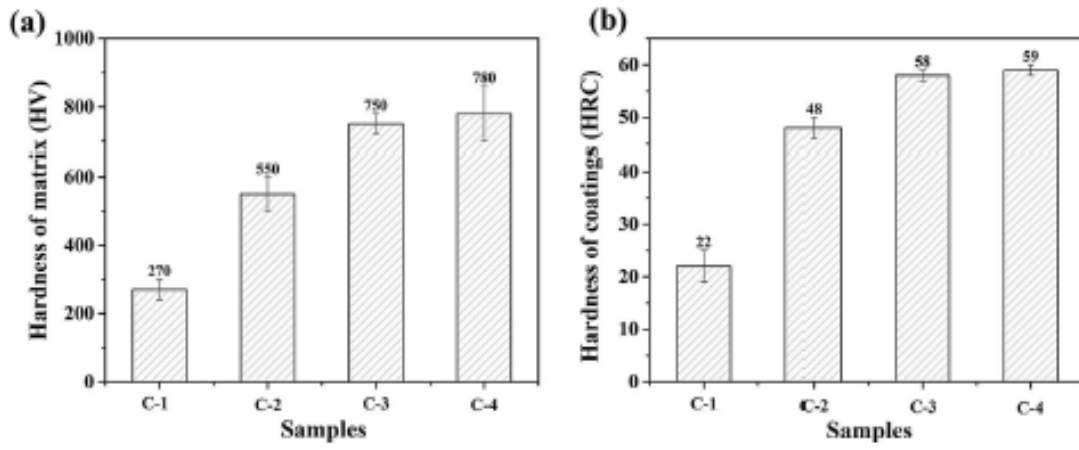 (a)
Hardness of matrix (HV)
1000
800
600
400
200
0
270
550
750
780
C-1 C-2 C-3 C-4
Samples
(b)
Hardness of coatings (HRC)
60
50
40
30
20
10
0
22
48
58
59
C-1 C-2 C-3 C-4
Samples